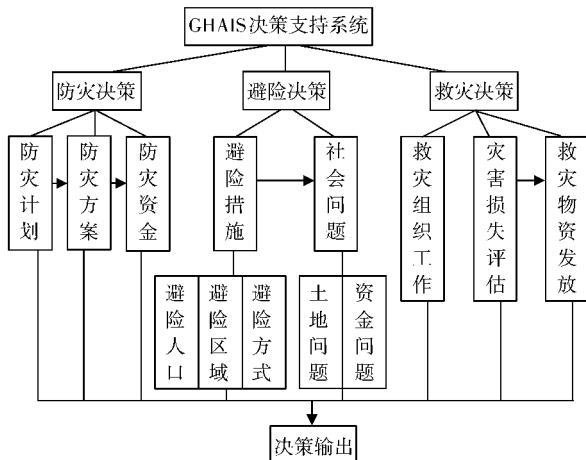 GHAIS决策支持系统
防灾决策
避险决策
救灾决策
防灾计划
防灾方案
防灾资金
避险措施
社会问题
救灾组织工作
灾害损失评估
救灾物资发放
避险人口
避险区域
避险方式
土地问题
资金问题
决策输出